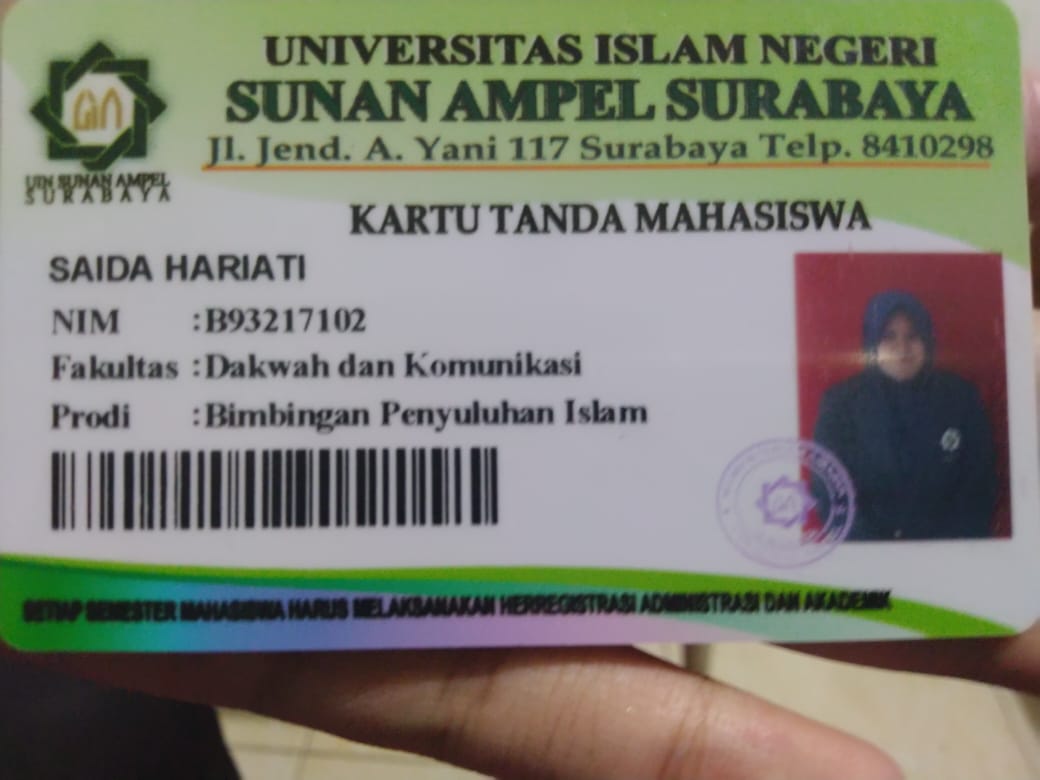 UNIVERSITAS ISLAM NEGERI
SUNAN AMPEL SURABAYA
Jl. Jend. A. Yani 117 Surabaya Telp. 8410298
UIN SUNAN AMPEL
SURABAYA
KARTU TANDA MAHASISWA
SAIDA HARIATI
NIM :B93217102
Fakultas :Dakwah dan Komunikasi
Prodi :Bimbingan Penyuluhan Islam
SETIAP SEMESTER MAHASISWA HARUS MELAKSANAKAN HERREGISTRASI ADMINISTRASI DAN AKADEMIK